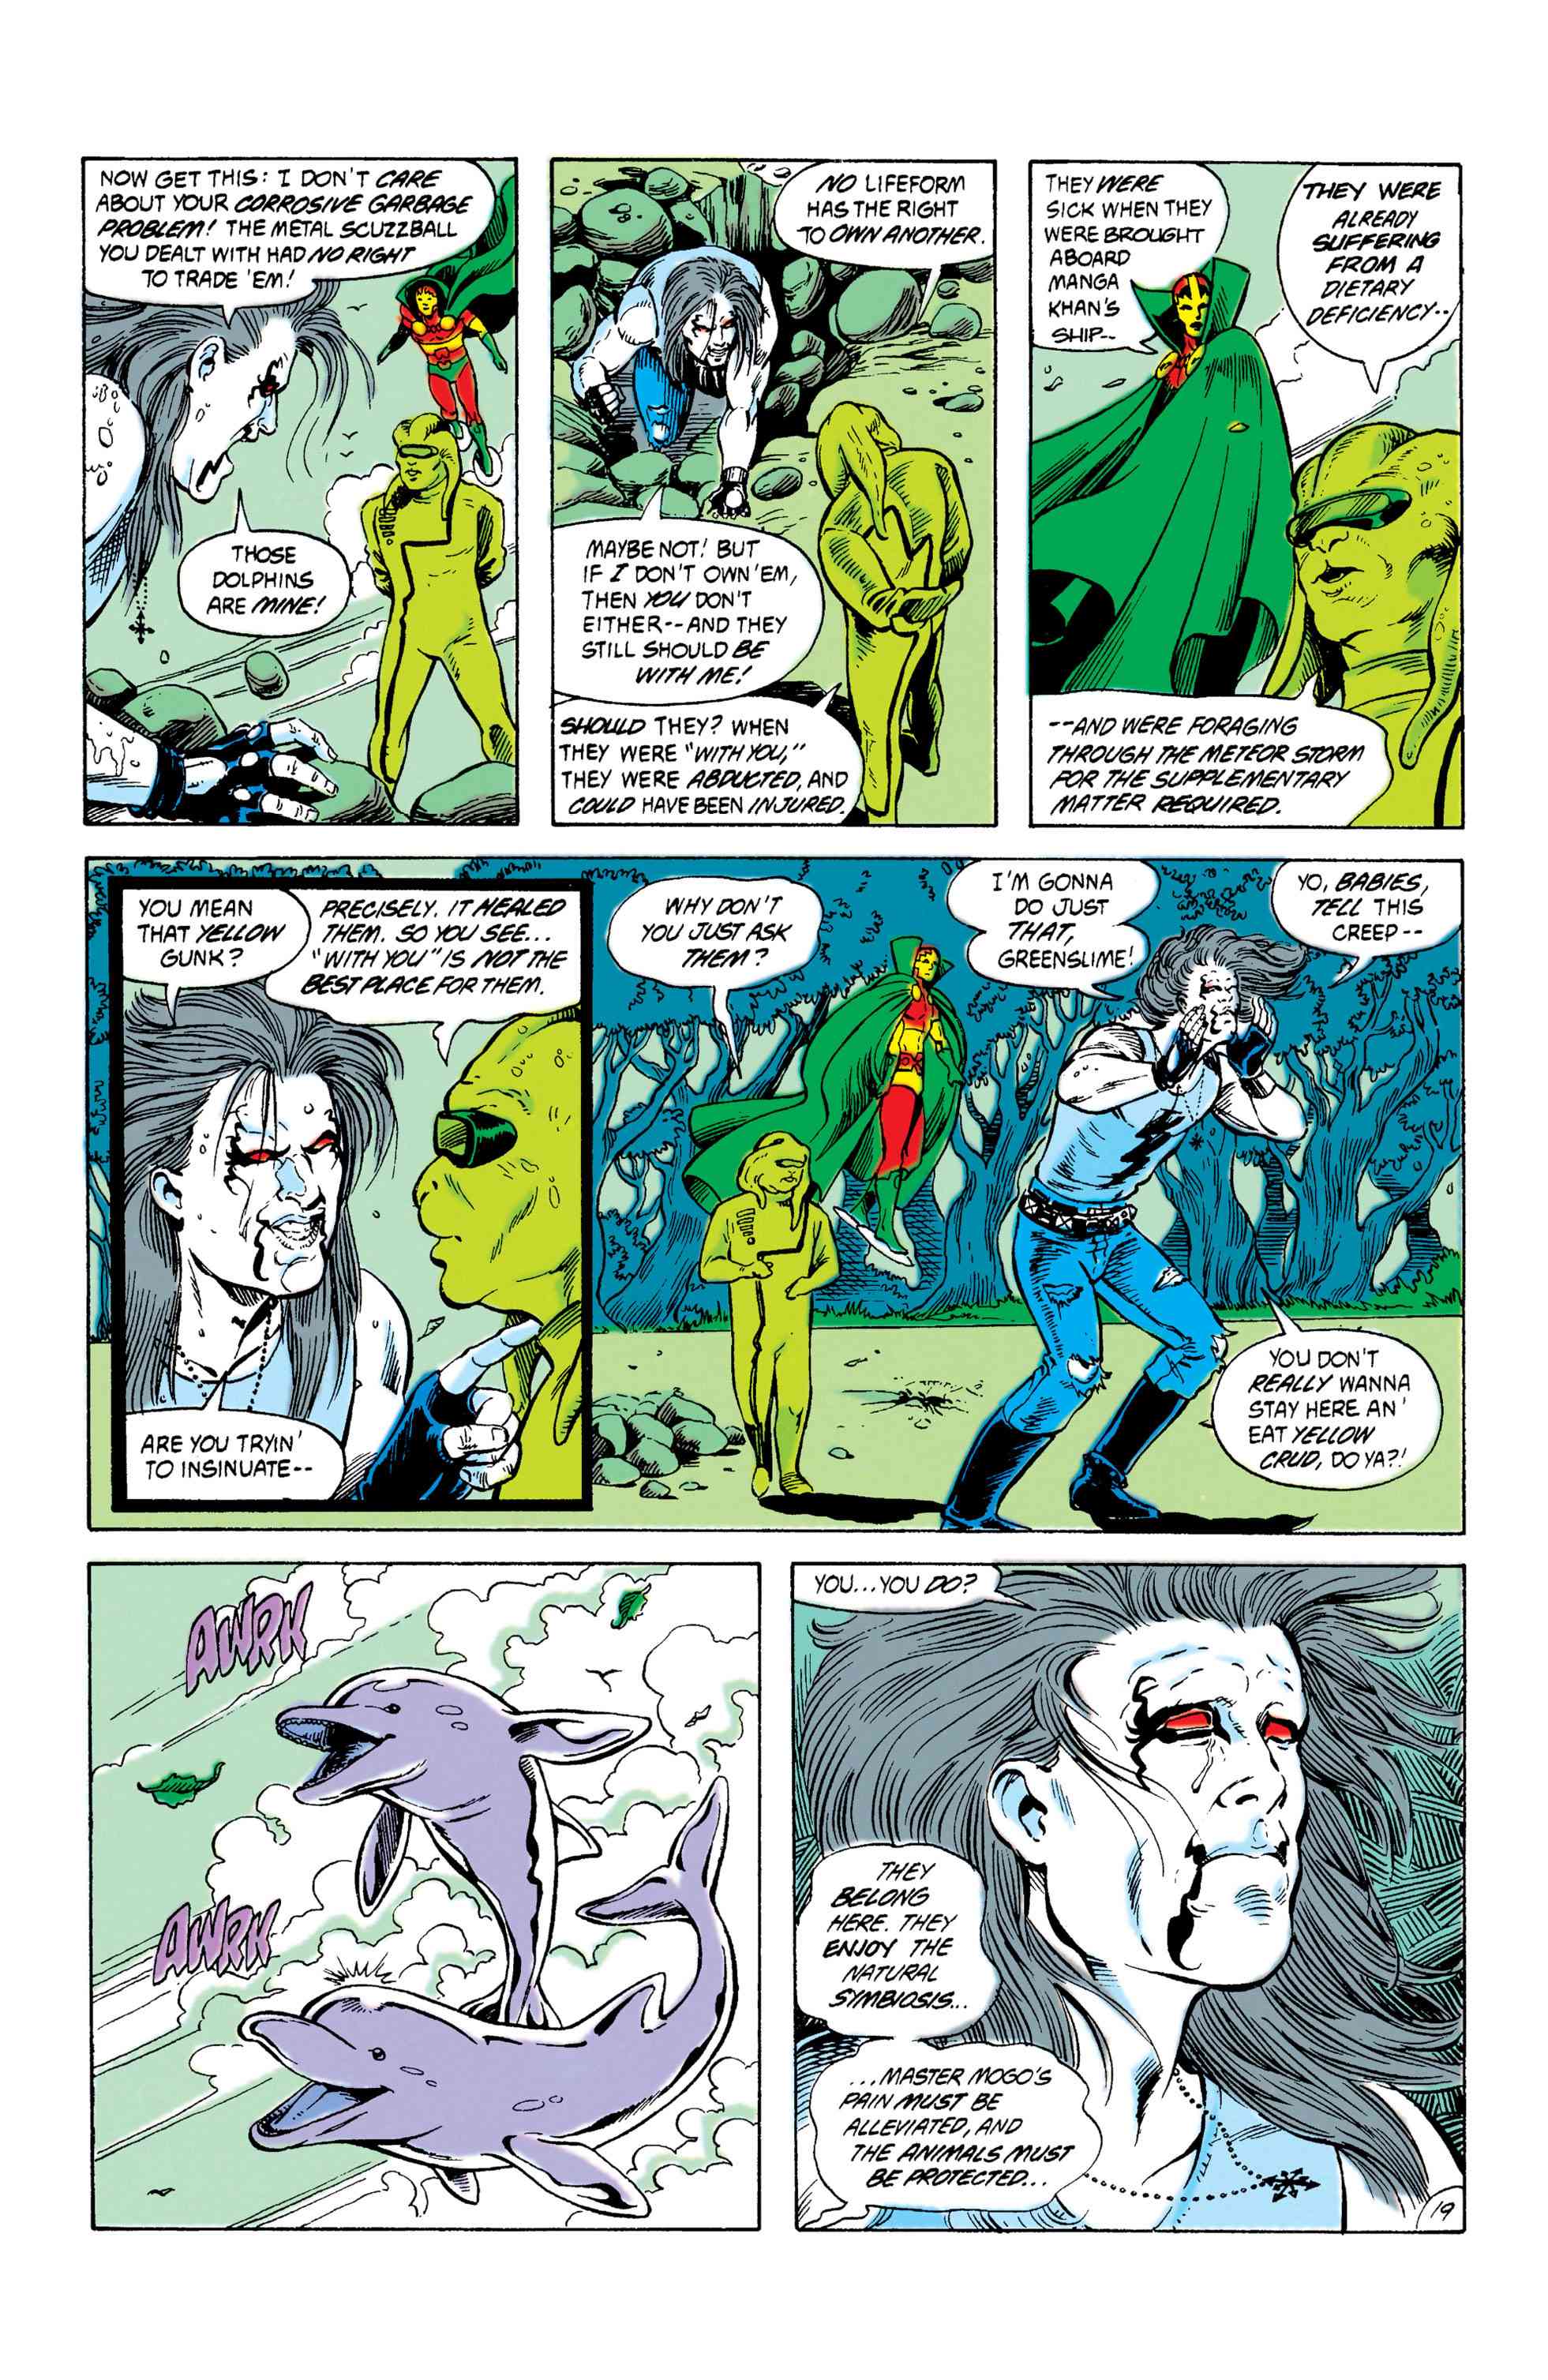 NOW GET THIS: I DON'T CARE
ABOUT YOUR CORROSIVE GARBAGE
PROBLEM! THE METAL SCUZZBALL
YOU DEALT WITH HAD NO RIGHT
TO TRADE 'EM!
THOSE
DOLPHINS
ARE MINE!
NO LIFEFORM
HAS THE RIGHT
TO OWN ANOTHER.
MAYBE NOT! BUT
IF I DON'T OWN 'EM,
THEN YOU DON'T
EITHER--AND THEY
STILL SHOULD BE
WITH ME!
SHOULD THEY? WHEN
THEY WERE "WITH YOU,"
THEY WERE ABDUCTED, AND
COULD HAVE BEEN INJURED.
THEY WERE
SICK WHEN THEY
WERE BROUGHT
ABOARD
MANGA
KHAN'S
SHIP--
THEY WERE
ALREADY
SUFFERING
FROM A
DIETARY
DEFICIENCY--
--AND WERE FORAGING
THROUGH THE METEOR STORM
FOR THE SUPPLEMENTARY
MATTER REQUIRED.
YOU MEAN
THAT YELLOW
GUNK?
PRECISELY. IT HEALED
THEM. SO YOU SEE...
"WITH YOU" IS NOT THE
BEST PLACE FOR THEM.
ARE YOU TRYIN'
TO INSINUATE--
WHY DON'T
YOU JUST ASK
THEM?
I'M GONNA
DO JUST
THAT,
GREENSLIME!
YO, BABIES,
TELL THIS
CREEP--
YOU DON'T
REALLY WANNA
STAY HERE AN'
EAT YELLOW
CRUD, DO YA?!
AWRK
AWRK
YOU...YOU DO?
THEY
BELONG
HERE. THEY
ENJOY THE
NATURAL
SYMBIOSIS...
...MASTER MOGO'S
PAIN MUST BE
ALLEVIATED, AND
THE ANIMALS MUST
BE PROTECTED...
19